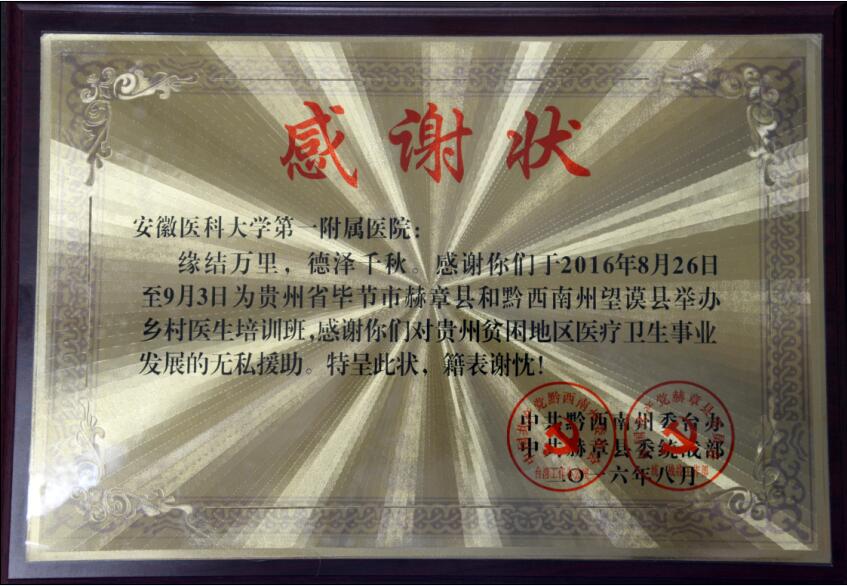 感谢状
安徽医科大学第一附属医院：
缘结万里，德泽千秋。感谢你们于2016年8月26日
至9月3日为贵州省毕节市赫章县和黔西南州望谟县举办
乡村医生培训班,感谢你们对贵州贫困地区医疗卫生事业
发展的无私援助。特呈此状，籍表谢忱!
中共黔西南州委台办
中共赫章县委统战部
二〇一六年八月